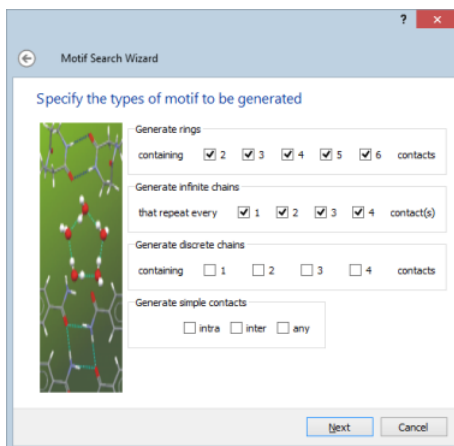 ?
Motif Search Wizard
Specify the types of motif to be generated
Generate rings
containing 2 3 4 5 6 contacts
Generate infinite chains
that repeat every 1 2 3 4 contact(s)
Generate discrete chains
containing 1 2 3 4 contacts
Generate simple contacts
intra inter any
Next Cancel